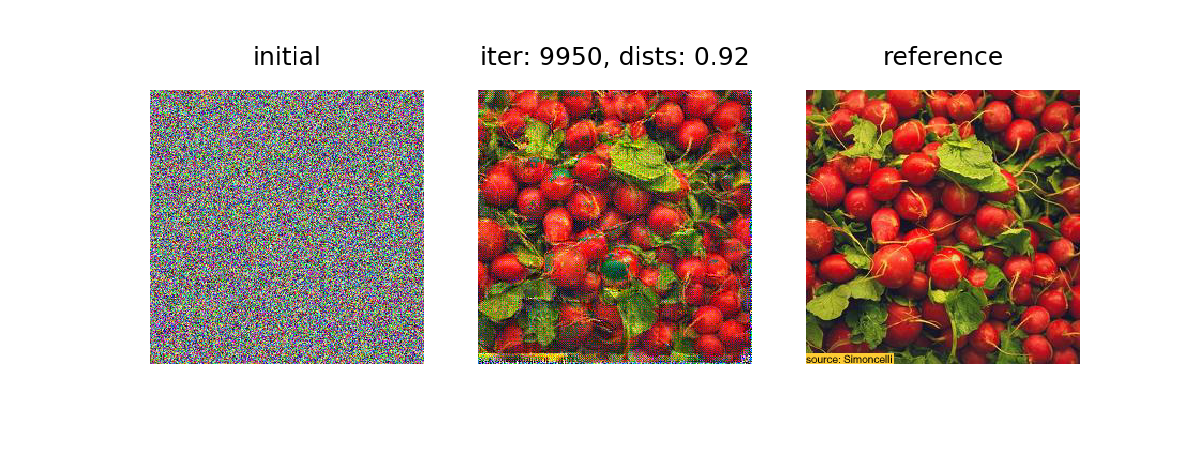 initial
iter: 9950, dists: 0.92
reference
source: Simoncelli